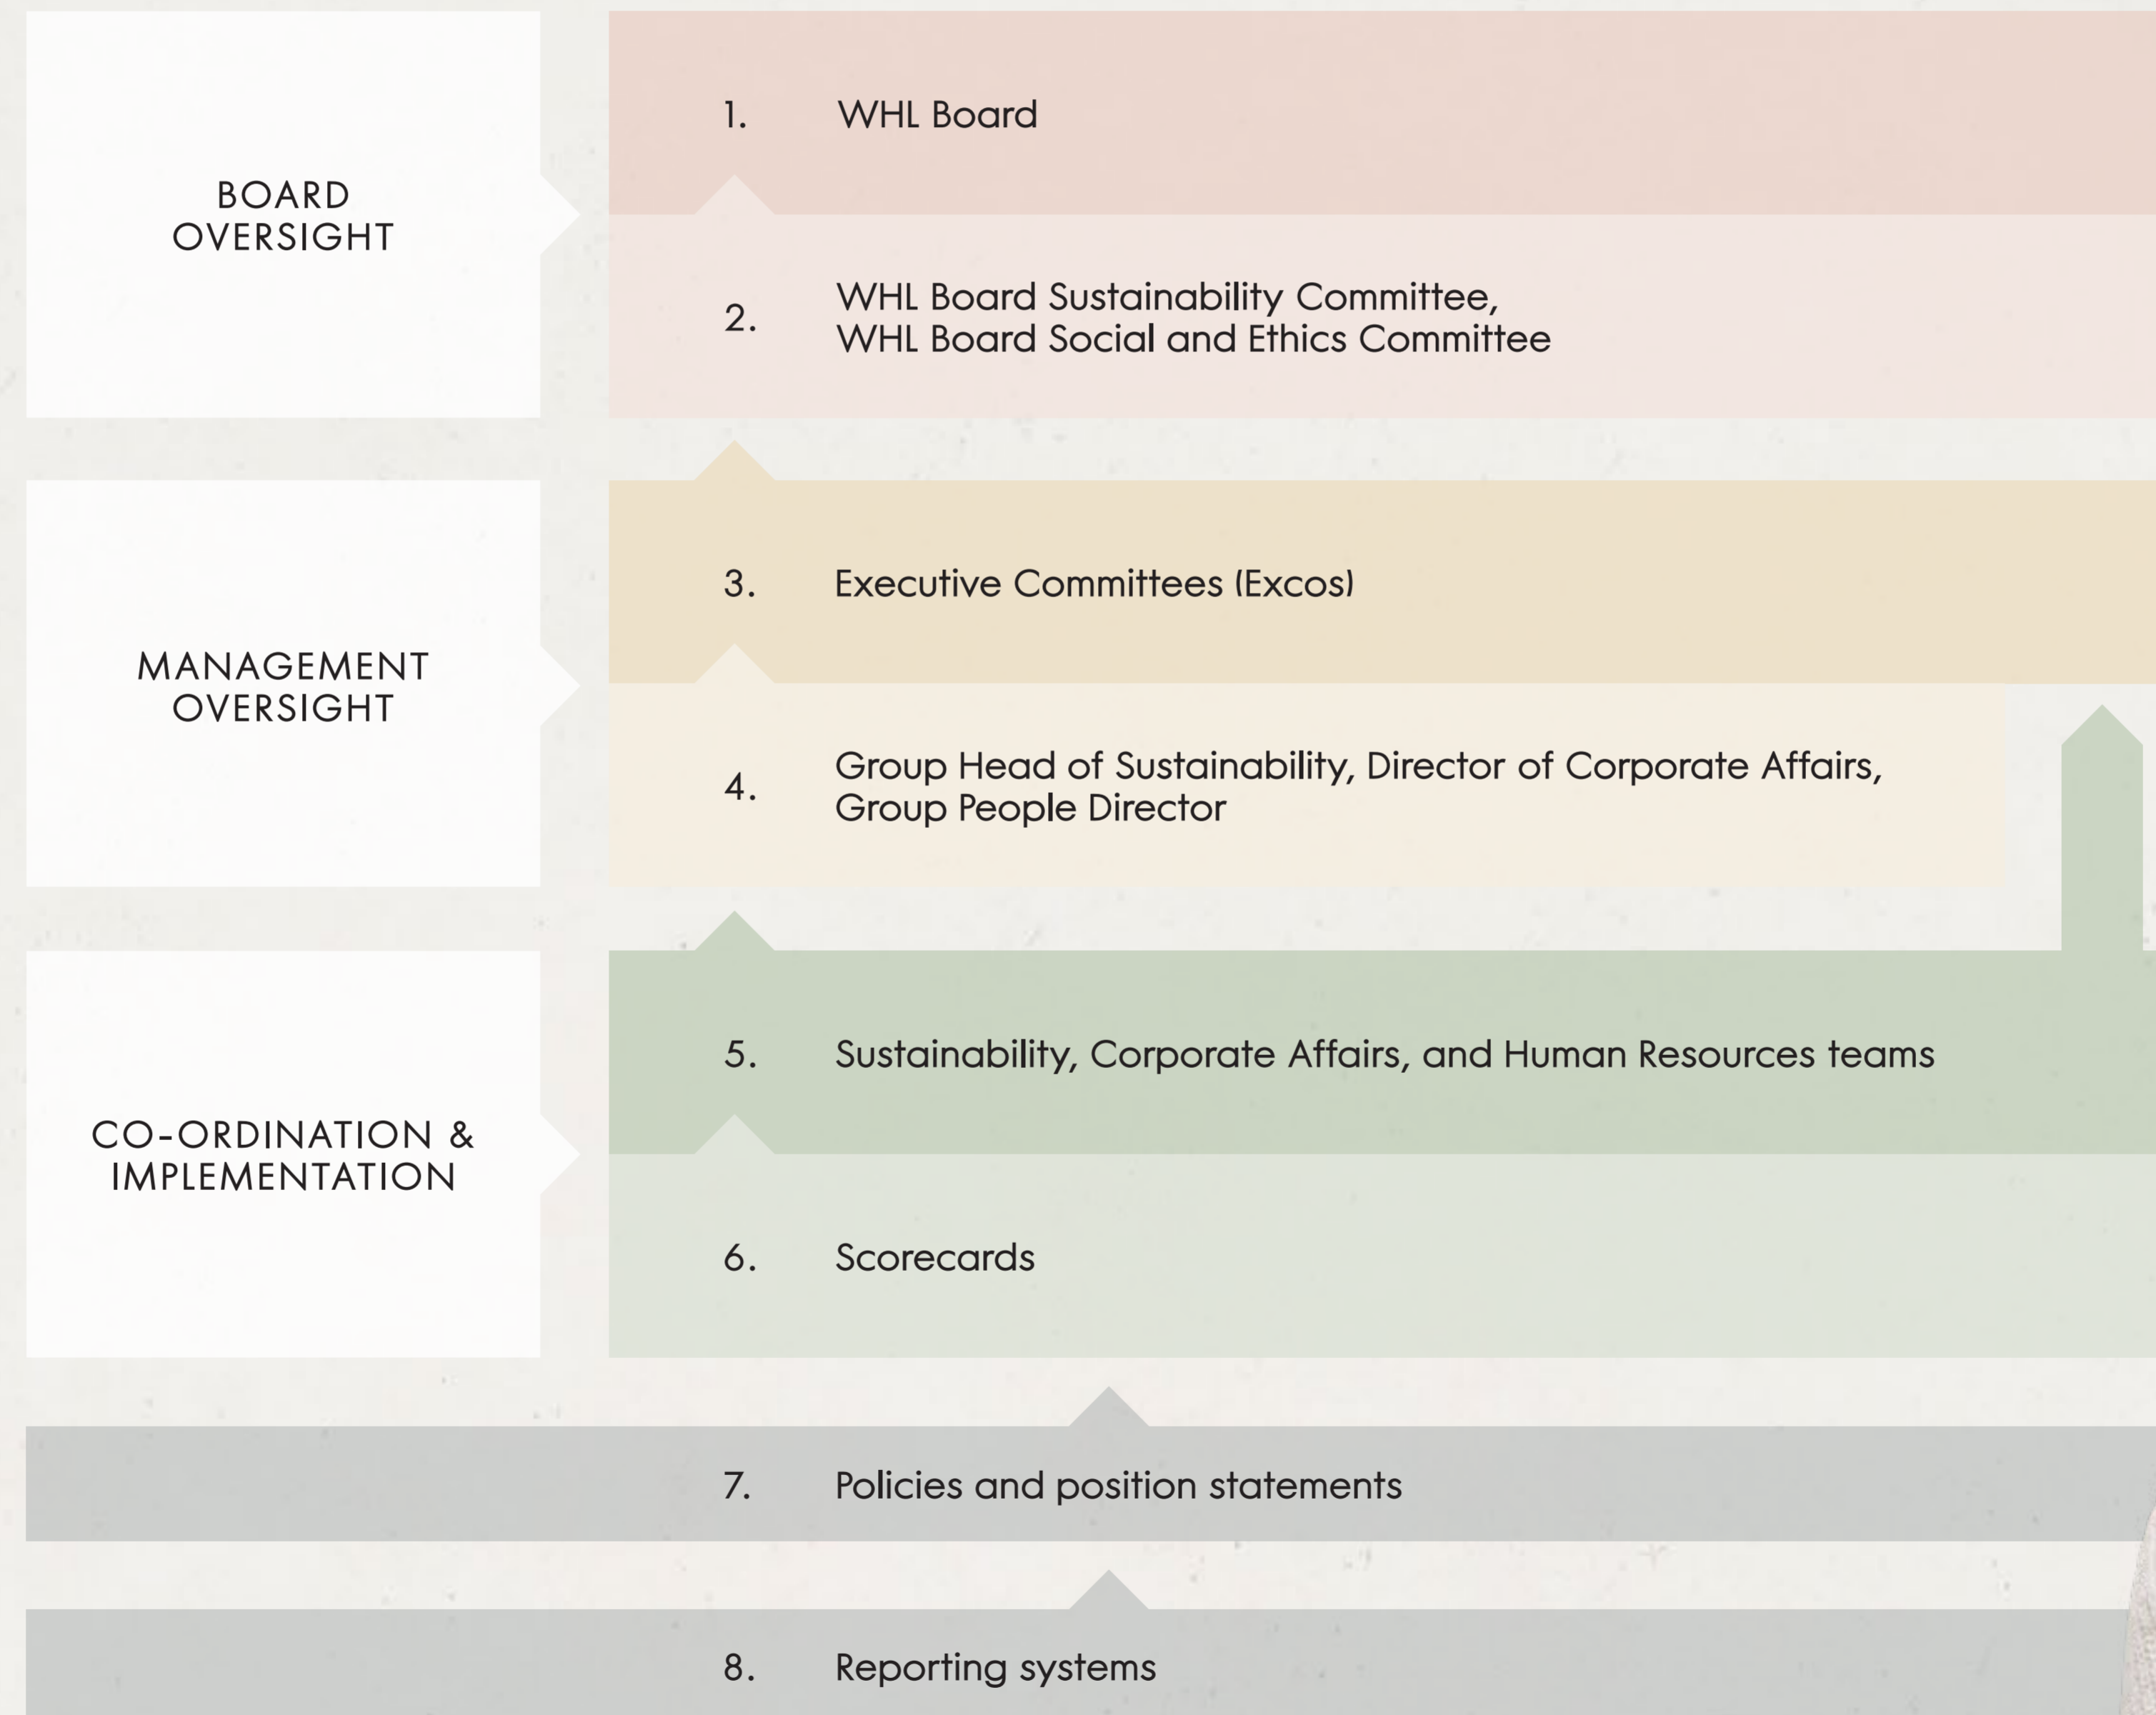 BOARD
OVERSIGHT
1. WHL Board
2. WHL Board Sustainability Committee,
WHL Board Social and Ethics Committee
MANAGEMENT
OVERSIGHT
3. Executive Committees (Excos)
4. Group Head of Sustainability, Director of Corporate Affairs,
Group People Director
CO-ORDINATION &
IMPLEMENTATION
5. Sustainability, Corporate Affairs, and Human Resources teams
6. Scorecards
7. Policies and position statements
8. Reporting systems